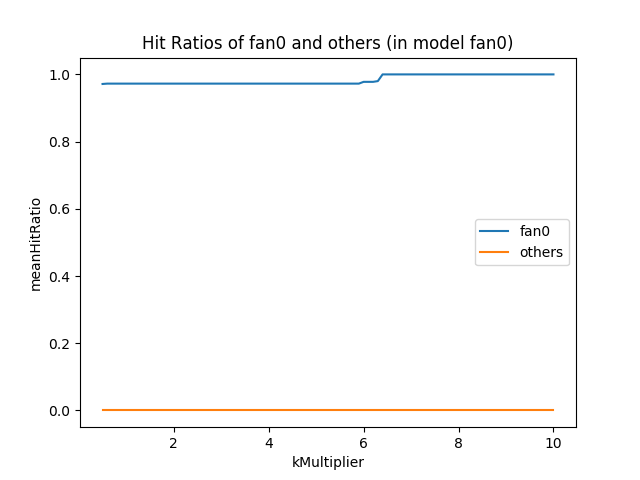 Hit Ratios of fan0 and others (in model fan0)
1.0
0.8
0.6
0.4
0.2
0.0
meanHitRatio
fan0
others
2 4 6 8 10
kMultiplier